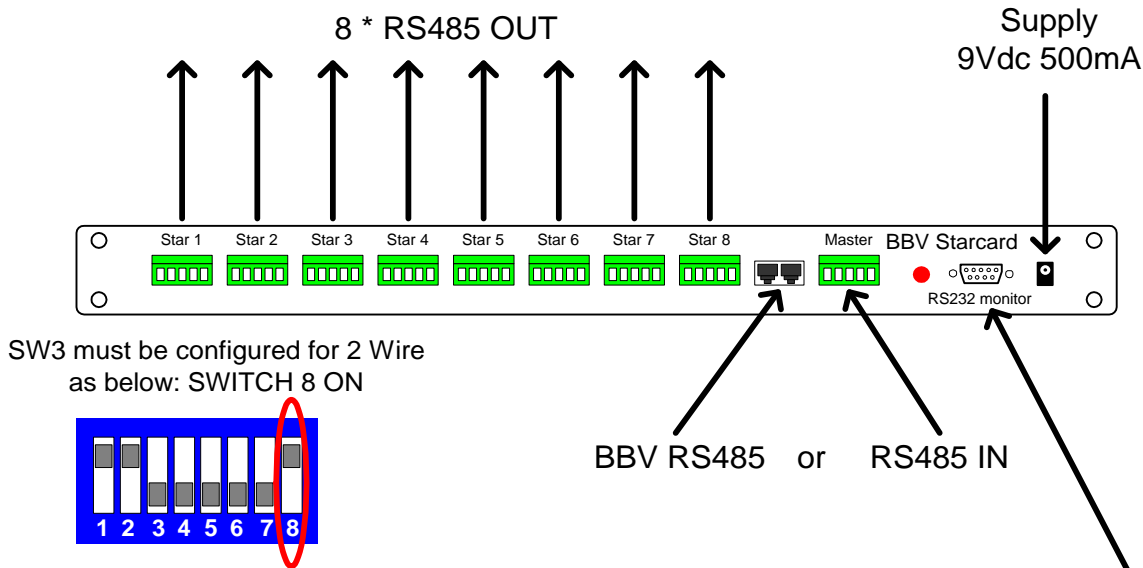 8 * RS485 OUT
Supply
9Vdc 500mA
Star 1 Star 2 Star 3 Star 4 Star 5 Star 6 Star 7 Star 8 Master BBV Starcard
RS232 monitor
SW3 must be configured for 2 Wire
as below: SWITCH 8 ON
BBV RS485 or RS485 IN
1 2 3 4 5 6 7 8